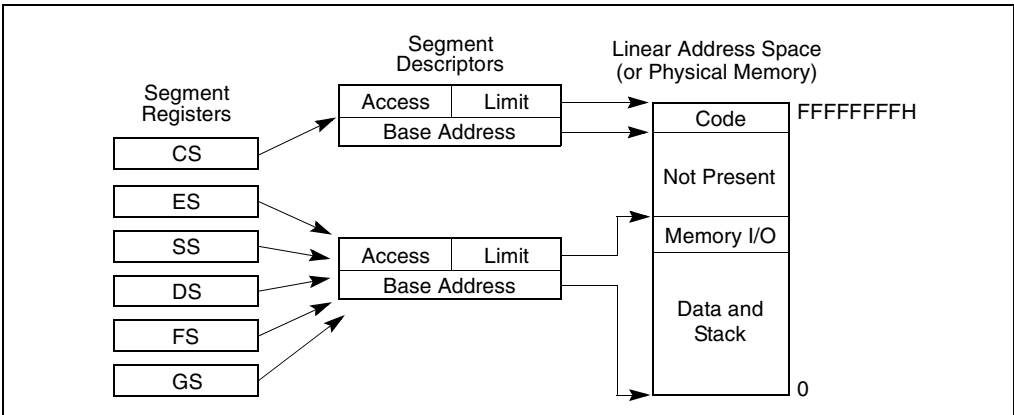 Segment
Registers
CS
ES
SS
DS
FS
GS
Segment
Descriptors
Access Limit
Base Address
Access Limit
Base Address
Linear Address Space
(or Physical Memory)
Code
FFFFFFFFH
Not Present
Memory I/O
Data and
Stack
0